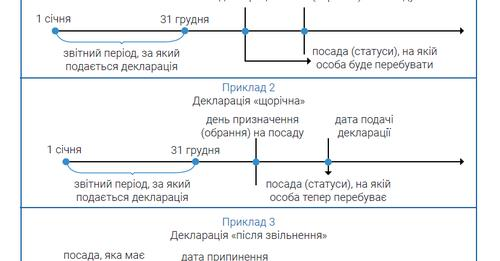 1 січня
31 грудня
звітний період, за який
подається декларація
посада (статуси), на якій
особа буде перебувати
Приклад 2
Декларація «щорічна»
день призначення
(обрання) на посаду
дата подачі
декларації
1 січня
31 грудня
звітний період, за який
подається декларація
посада (статуси), на якій
особа тепер перебуває
Приклад 3
Декларація «після звільнення»
посада, яка має
дата припинення